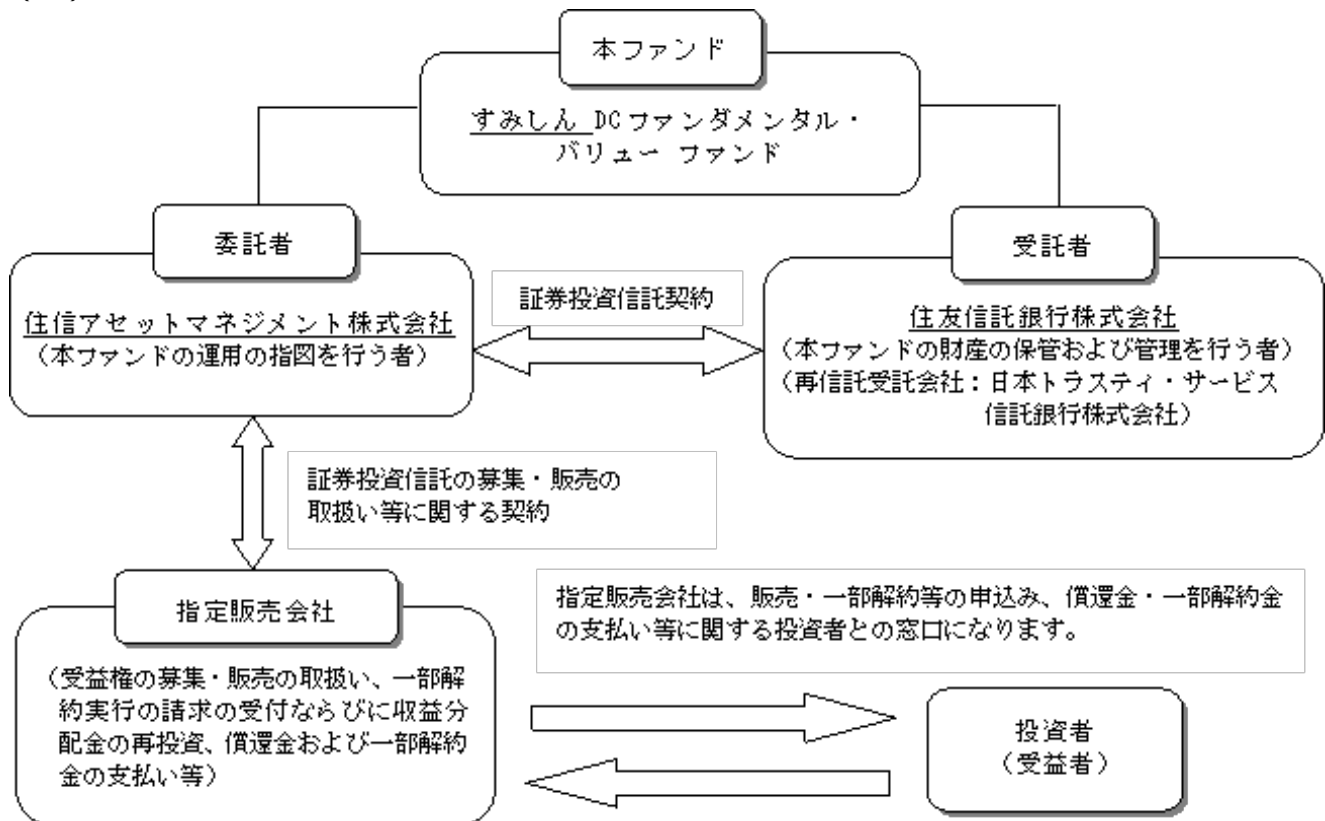 本ファンド
すみしん DCファンダメンタル・
バリュー ファンド
委託者
住信アセットマネジメント株式会社
（本ファンドの運用の指図を行う者）
証券投資信託契約
受託者
住友信託銀行株式会社
（本ファンドの財産の保管および管理を行う者）
（再信託受託会社：日本トラスティ・サービス
信託銀行株式会社）
証券投資信託の募集・販売の
取扱い等に関する契約
指定販売会社
（受益権の募集・販売の取扱い、一部解
約実行の請求の受付ならびに収益分
配金の再投資、償還金および一部解約
金の支払い等）
指定販売会社は、販売・一部解約等の申込み、償還金・一部解約金
の支払い等に関する投資者との窓口になります。
投資者
（受益者）